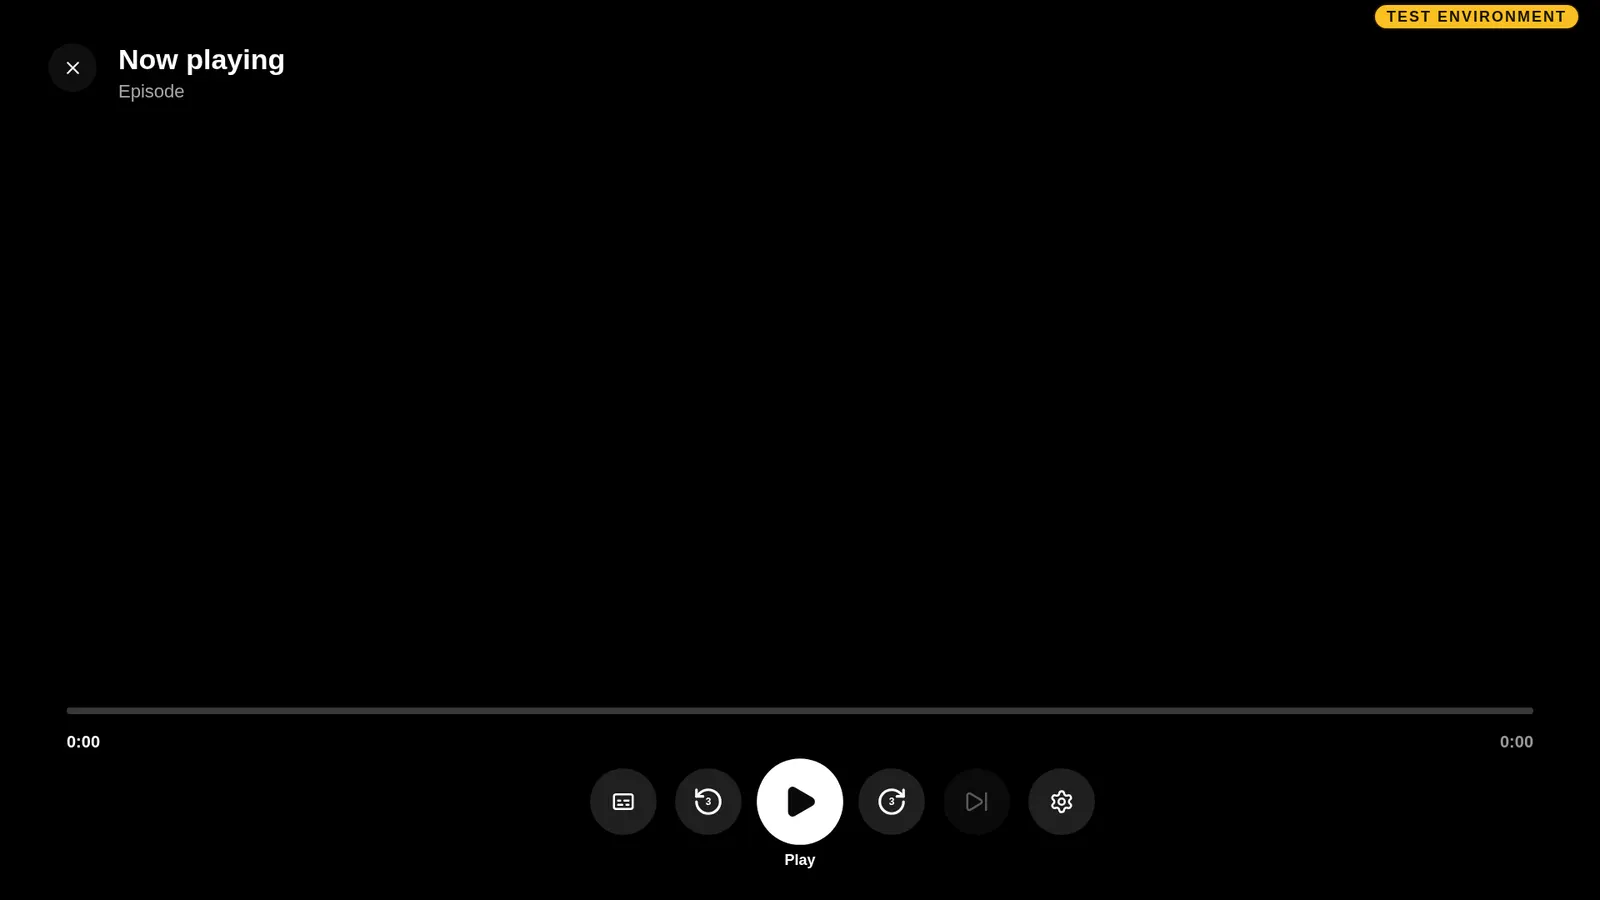 TEST ENVIRONMENT
Now playing
Episode
0:00
0:00
3
3
Play